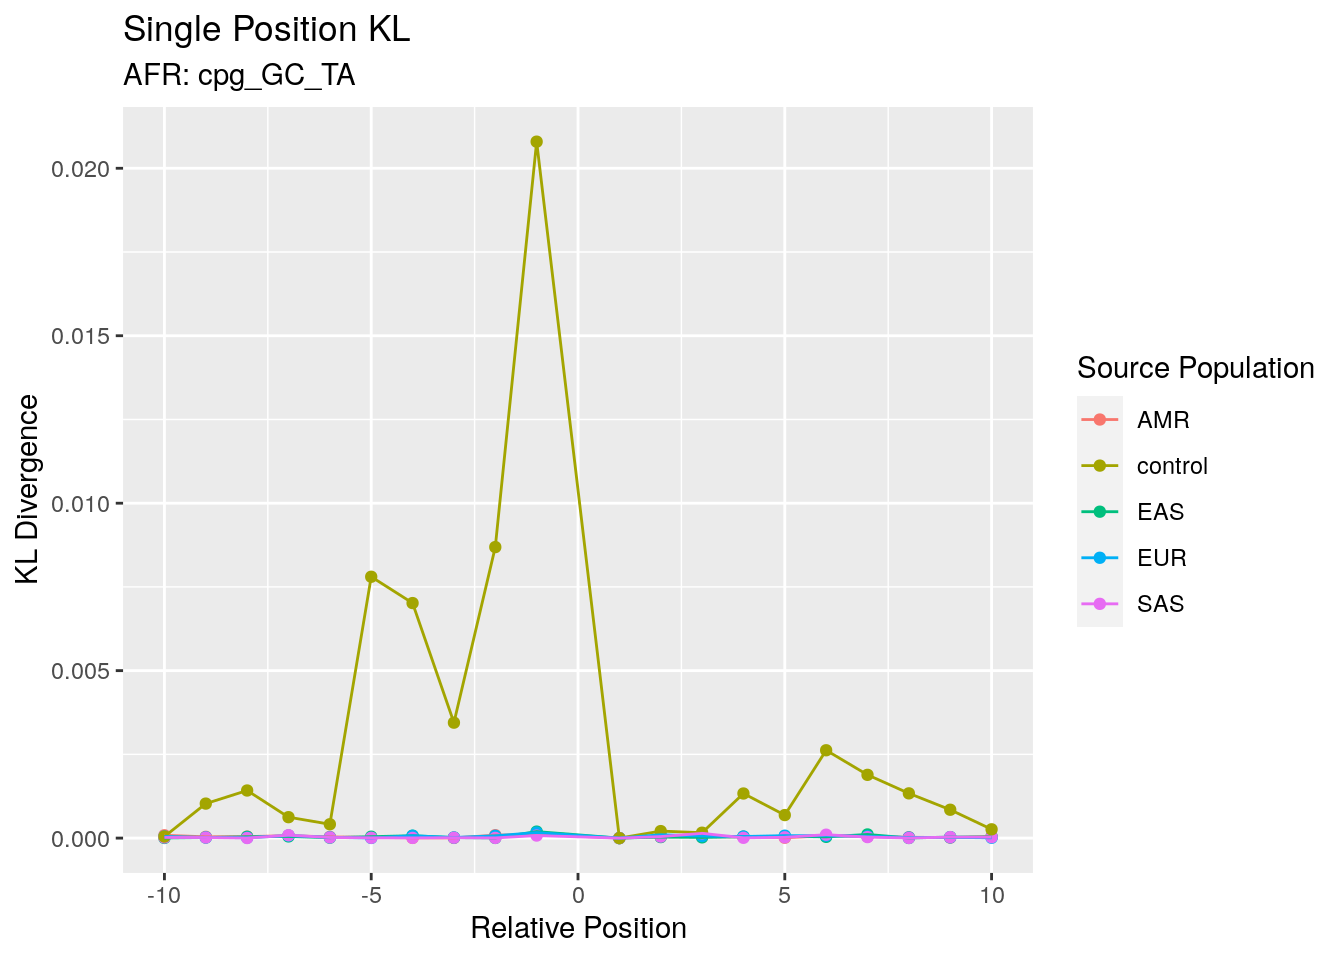 Single Position KL
AFR: cpg_GC_TA
KL Divergence
0.020
0.015
0.010
0.005
0.000
-10
-5
0
5
10
Relative Position
Source Population
AMR
control
EAS
EUR
SAS